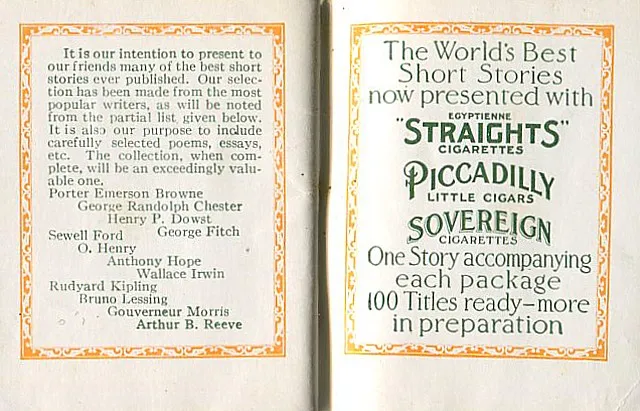 It is our intention to present to
our friends many of the best short
stories ever published. Our selec-
tion has been made from the most
popular writers, as will be noted
from the partial list given below.
It is also our purpose to include
carefully selected poems, essays,
etc. The collection, when com-
plete, will be an exceedingly valu-
able one.
Porter Emerson Browne
George Randolph Chester
Henry P. Dowst
George Fitch
Sewell Ford
O. Henry
Anthony Hope
Wallace Irwin
Rudyard Kipling
Bruno Lessing
Gouverneur Morris
Arthur B. Reeve
The World's Best
Short Stories
now presented with
EGYPTIENNE
"STRAIGHTS"
CIGARETTES
PICCADILLY
LITTLE CIGARS
SOVEREIGN
CIGARETTES
One Story accompanying
each package
100 Titles ready—more
in preparation